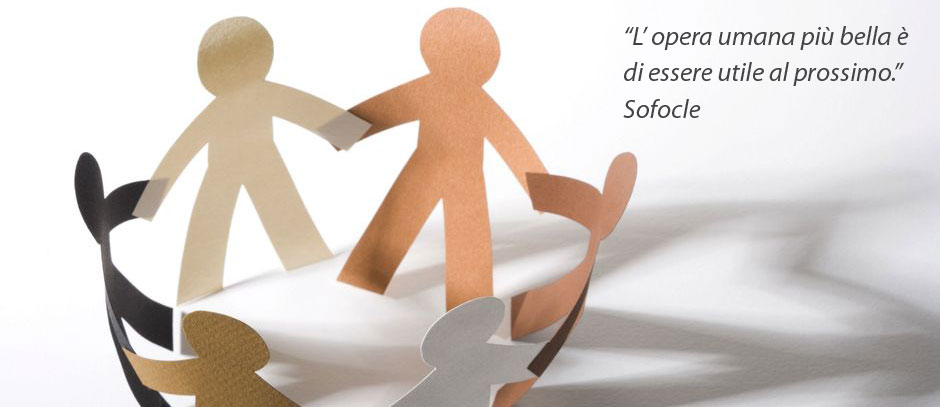 “L’ opera umana più bella è
di essere utile al prossimo.”
Sofocle